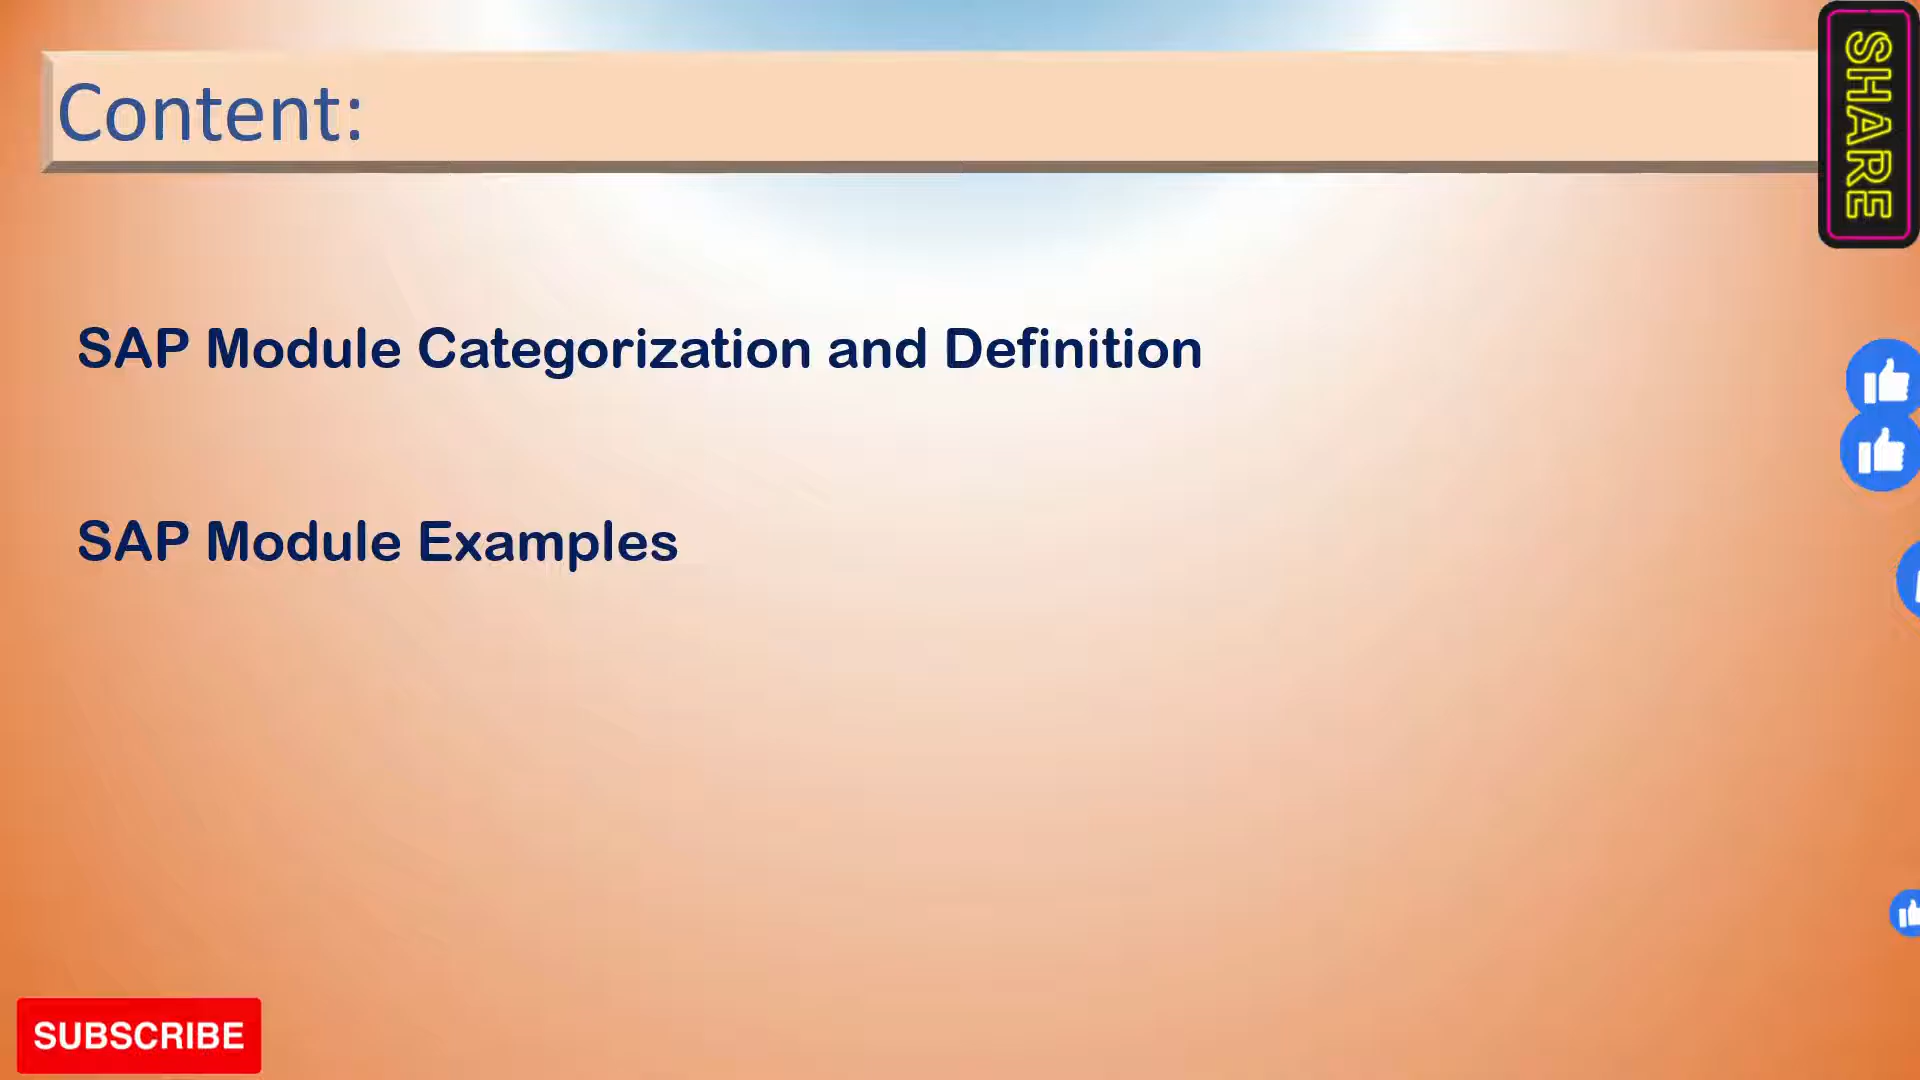 Content:
SHARE
SAP Module Categorization and Definition
SAP Module Examples
SUBSCRIBE